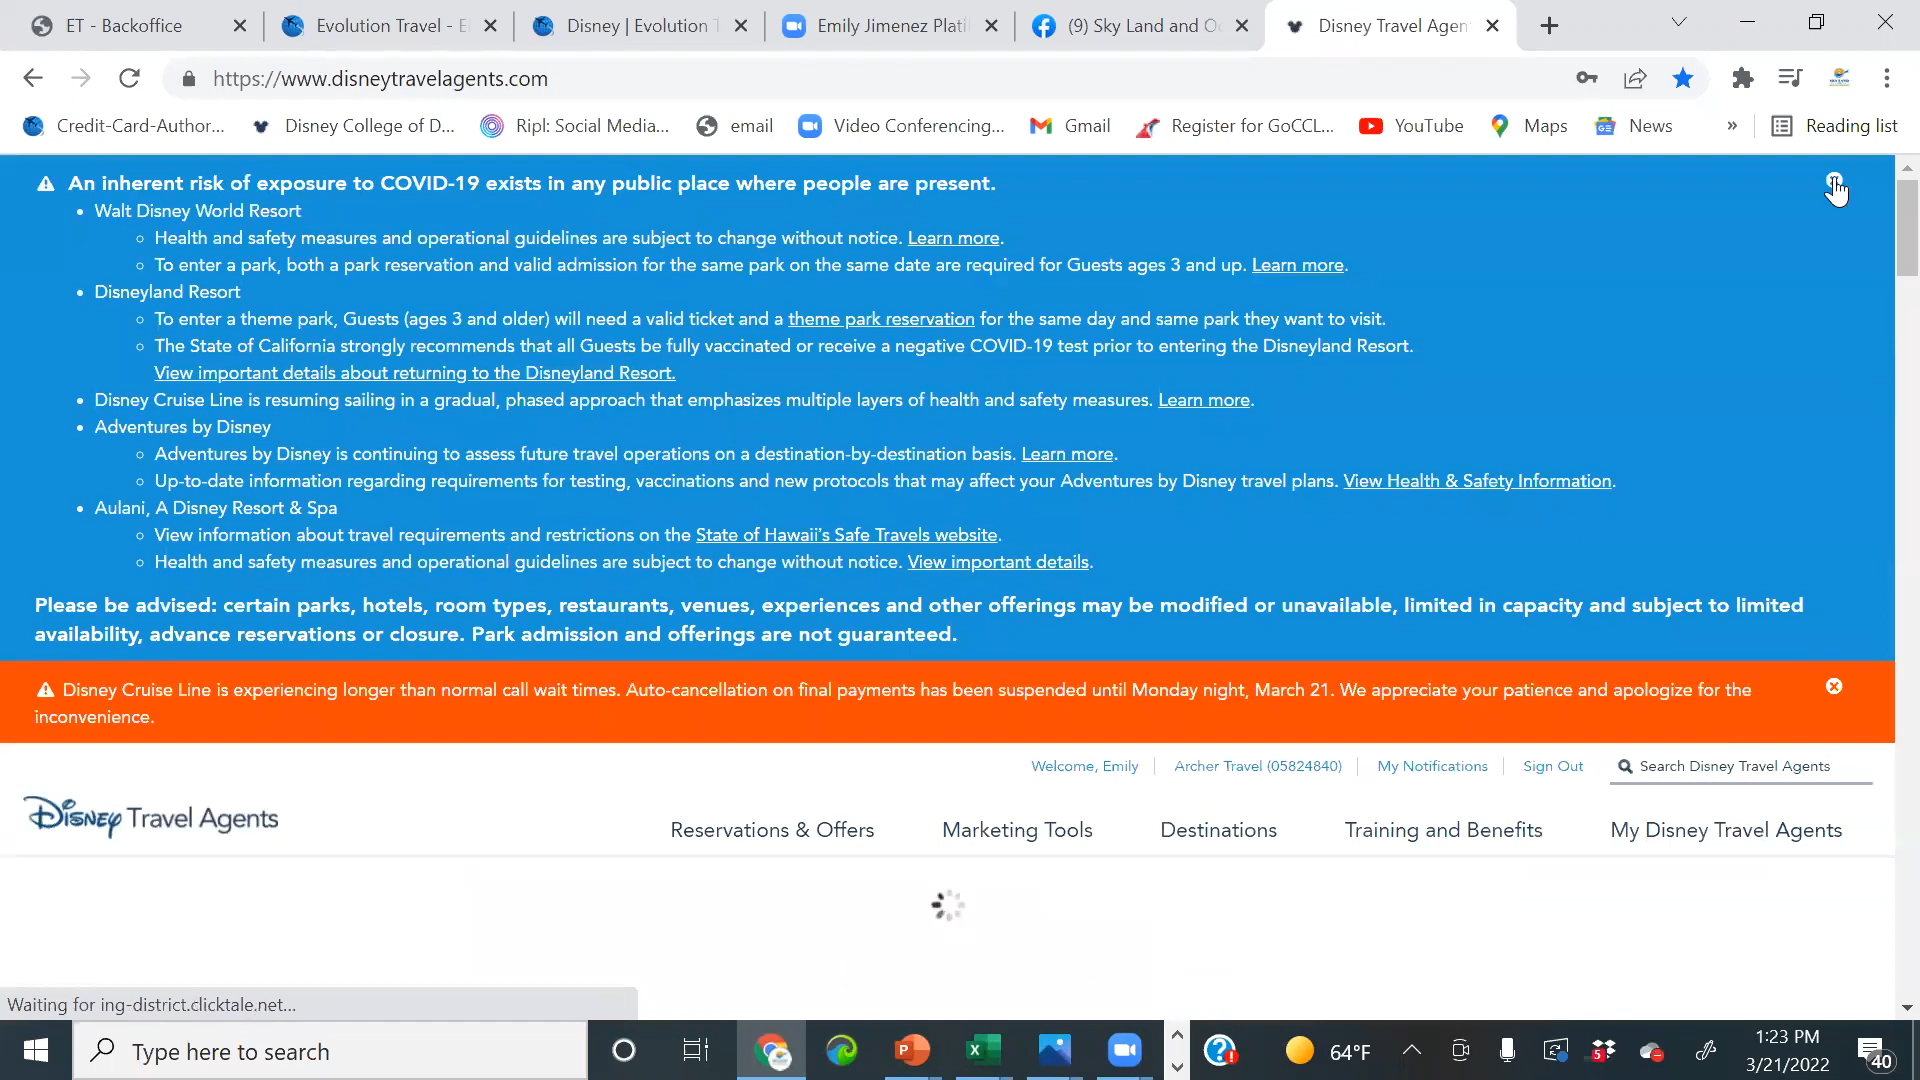 ET - Backoffice
Evolution Travel - E
Disney | Evolution T
Emily Jimenez Plati
(9) Sky Land and Oc
Disney Travel Agen
https://www.disneytravelagents.com
Credit-Card-Author...
Disney College of D...
Ripl: Social Media...
email
Video Conferencing...
Gmail
Register for GoCCL...
YouTube
Maps
News
»
Reading list
An inherent risk of exposure to COVID-19 exists in any public place where people are present.
• Walt Disney World Resort
◦ Health and safety measures and operational guidelines are subject to change without notice. Learn more.
◦ To enter a park, both a park reservation and valid admission for the same park on the same date are required for Guests ages 3 and up. Learn more.
• Disneyland Resort
◦ To enter a theme park, Guests (ages 3 and older) will need a valid ticket and a theme park reservation for the same day and same park they want to visit.
◦ The State of California strongly recommends that all Guests be fully vaccinated or receive a negative COVID-19 test prior to entering the Disneyland Resort.
View important details about returning to the Disneyland Resort.
• Disney Cruise Line is resuming sailing in a gradual, phased approach that emphasizes multiple layers of health and safety measures. Learn more.
• Adventures by Disney
◦ Adventures by Disney is continuing to assess future travel operations on a destination-by-destination basis. Learn more.
◦ Up-to-date information regarding requirements for testing, vaccinations and new protocols that may affect your Adventures by Disney travel plans. View Health & Safety Information.
• Aulani, A Disney Resort & Spa
◦ View information about travel requirements and restrictions on the State of Hawaii's Safe Travels website.
◦ Health and safety measures and operational guidelines are subject to change without notice. View important details.
Please be advised: certain parks, hotels, room types, restaurants, venues, experiences and other offerings may be modified or unavailable, limited in capacity and subject to limited
availability, advance reservations or closure. Park admission and offerings are not guaranteed.
Disney Cruise Line is experiencing longer than normal call wait times. Auto-cancellation on final payments has been suspended until Monday night, March 21. We appreciate your patience and apologize for the
inconvenience.
Welcome, Emily
Archer Travel (05824840)
My Notifications
Sign Out
Search Disney Travel Agents
Disney Travel Agents
Reservations & Offers
Marketing Tools
Destinations
Training and Benefits
My Disney Travel Agents
Waiting for ing-district.clicktale.net...
Type here to search
64°F
5
1:23 PM
3/21/2022
40